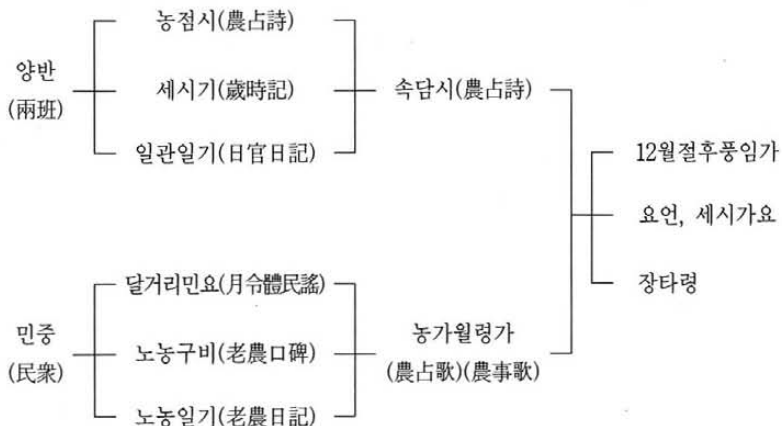 양반
(兩班)
농점시(農占詩)
세시기(歲時記)
일관일기(日官日記)
속담시(農占詩)
민중
(民衆)
달거리민요(月令體民謠)
노농구비(老農口碑)
노농일기(老農日記)
농가월령가
(農占歌)(農事歌)
12월절후풍임가
요언, 세시가요
장타령